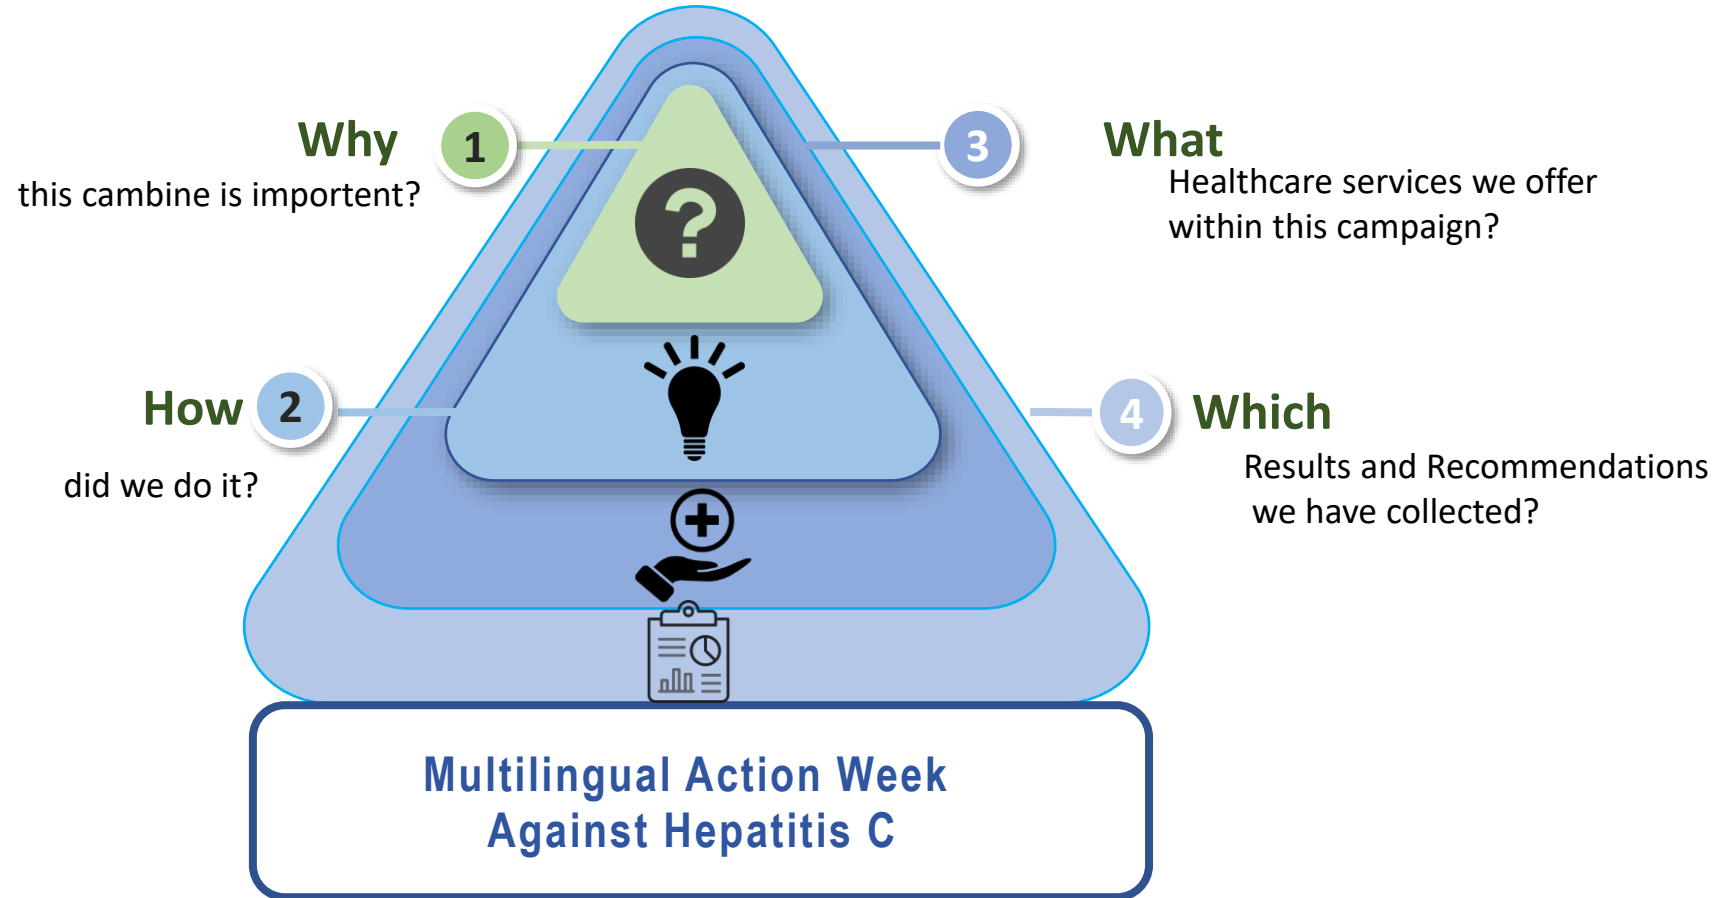 Why
1
this cambine is importent?
How
2
did we do it?
3
What
Healthcare services we offer
within this campaign?
4
Which
Results and Recommendations
we have collected?
?
Multilingual Action Week
Against Hepatitis C